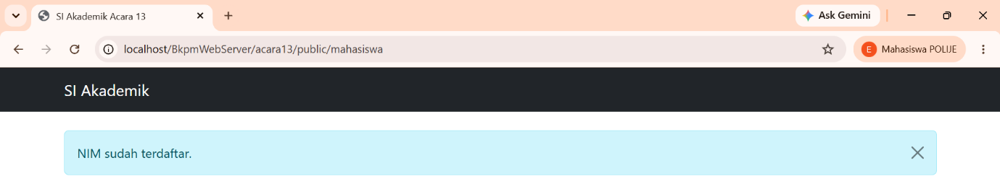 SI Akademik Acara 13
Ask Gemini
localhost/BkpmWebServer/acara13/public/mahasiswa
E
Mahasiswa POLIJE
SI Akademik
NIM sudah terdaftar.